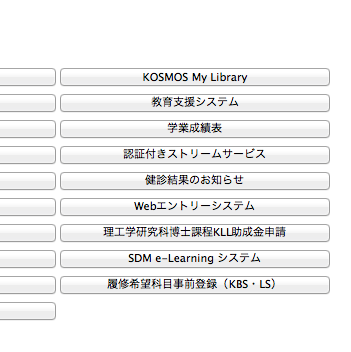 KOSMOS My Library
教育支援システム
学業成績表
認証付きストリームサービス
健診結果のお知らせ
Webエントリーシステム
理工学研究科博士課程KLL助成金申請
SDM e-Learning システム
履修希望科目事前登録（KBS・LS）